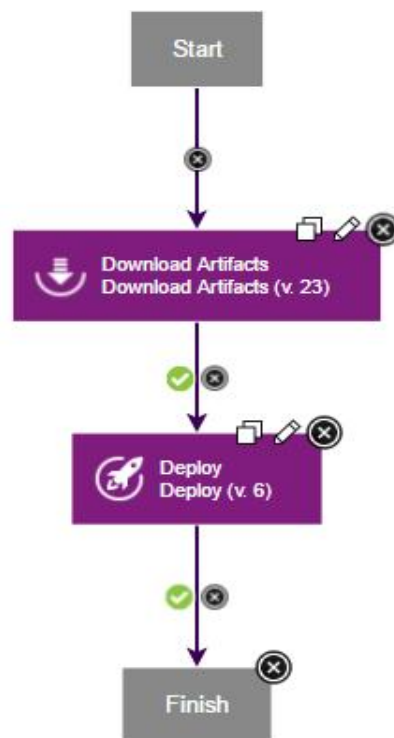 Start
Download Artifacts
Download Artifacts (v. 23)
Deploy
Deploy (v. 6)
Finish